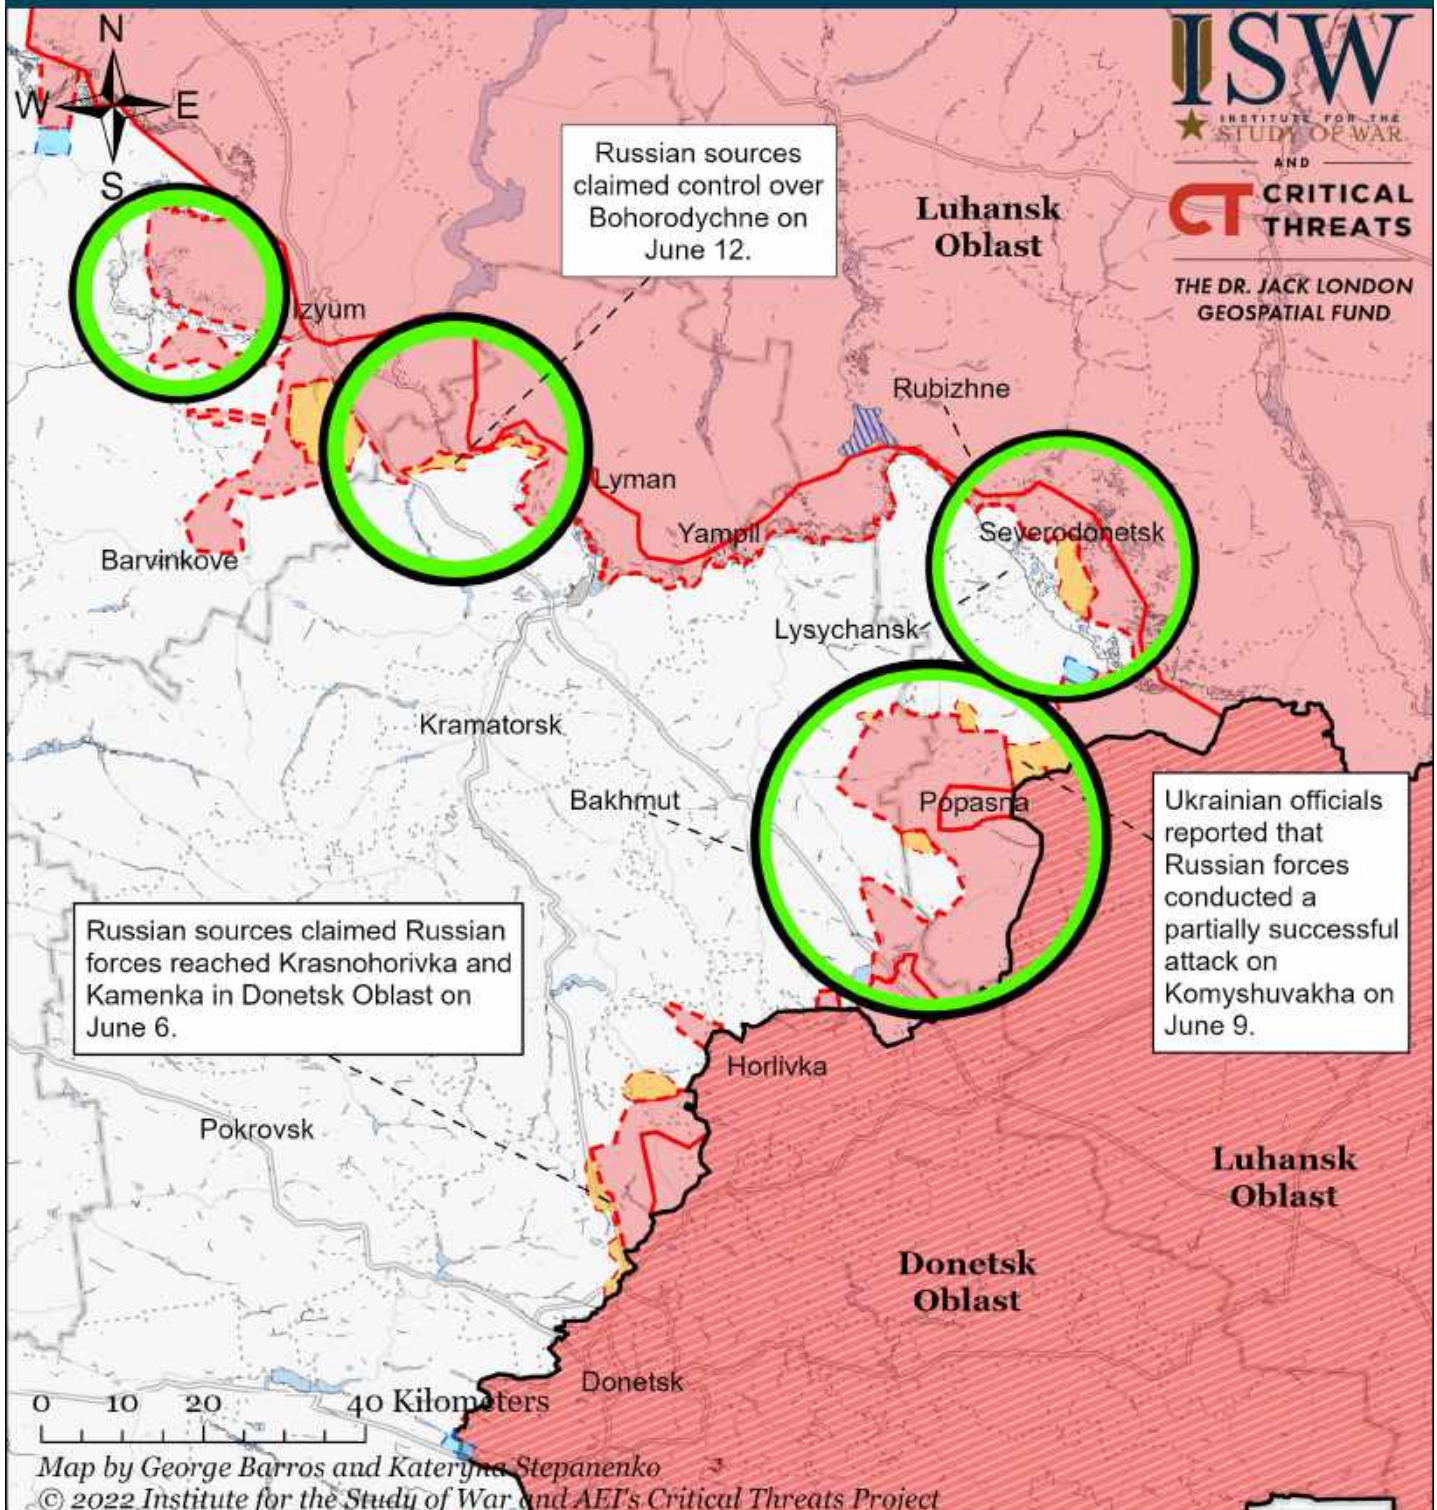 N
W
E
S
ISW
INSTITUTE FOR THE
STUDY OF WAR
AND
CT CRITICAL
THREATS
THE DR. JACK LONDON
GEOSPATIAL FUND
Russian sources
claimed control over
Bohorodychne on
June 12.
Luhansk
Oblast
Izyum
Rubizhne
Lyman
Yampil
Severodonetsk
Barvinkove
Lysychansk
Kramatorsk
Bakhmut
Popasna
Ukrainian officials
reported that
Russian forces
conducted a
partially successful
attack on
Komyshuvakha on
June 9.
Russian sources claimed Russian
forces reached Krasnohorivka and
Kamenka in Donetsk Oblast on
June 6.
Horlivka
Pokrovsk
Luhansk
Oblast
Donetsk
Oblast
Donetsk
0 10 20 40 Kilometers
Map by George Barros and Kateryna Stepanenko
© 2022 Institute for the Study of War and AEI's Critical Threats Project